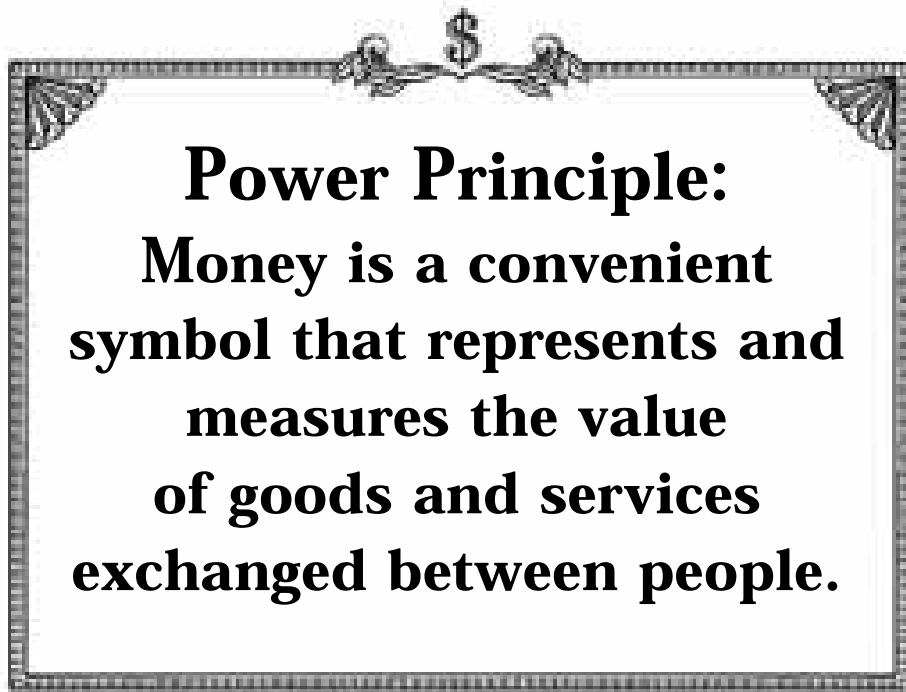 $
Power Principle:
Money is a convenient
symbol that represents and
measures the value
of goods and services
exchanged between people.